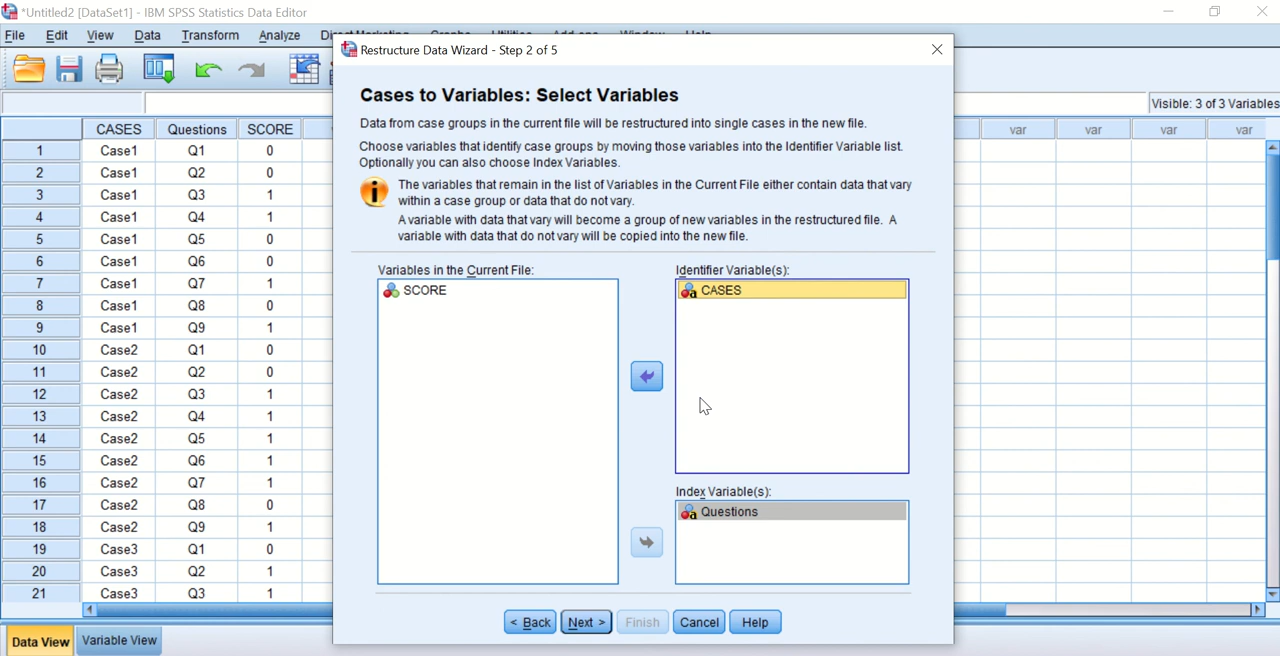 *Untitled2 [DataSet1] - IBM SPSS Statistics Data Editor
File Edit View Data Transform Analyze
Restructure Data Wizard - Step 2 of 5
Visible: 3 of 3 Variables
Cases to Variables: Select Variables
Data from case groups in the current file will be restructured into single cases in the new file.
Choose variables that identify case groups by moving those variables into the Identifier Variable list.
Optionally you can also choose Index Variables.
The variables that remain in the list of Variables in the Current File either contain data that vary
within a case group or data that do not vary.
A variable with data that vary will become a group of new variables in the restructured file. A
variable with data that do not vary will be copied into the new file.
Variables in the Current File:
SCORE
Identifier Variable(s):
CASES
Index Variable(s):
Questions
< Back Next > Finish Cancel Help
CASES Questions SCORE var var var var
1 Case1 Q1 0
2 Case1 Q2 0
3 Case1 Q3 1
4 Case1 Q4 1
5 Case1 Q5 0
6 Case1 Q6 0
7 Case1 Q7 1
8 Case1 Q8 0
9 Case1 Q9 1
10 Case2 Q1 0
11 Case2 Q2 0
12 Case2 Q3 1
13 Case2 Q4 1
14 Case2 Q5 1
15 Case2 Q6 1
16 Case2 Q7 1
17 Case2 Q8 0
18 Case2 Q9 1
19 Case3 Q1 0
20 Case3 Q2 1
21 Case3 Q3 1
Data View Variable View